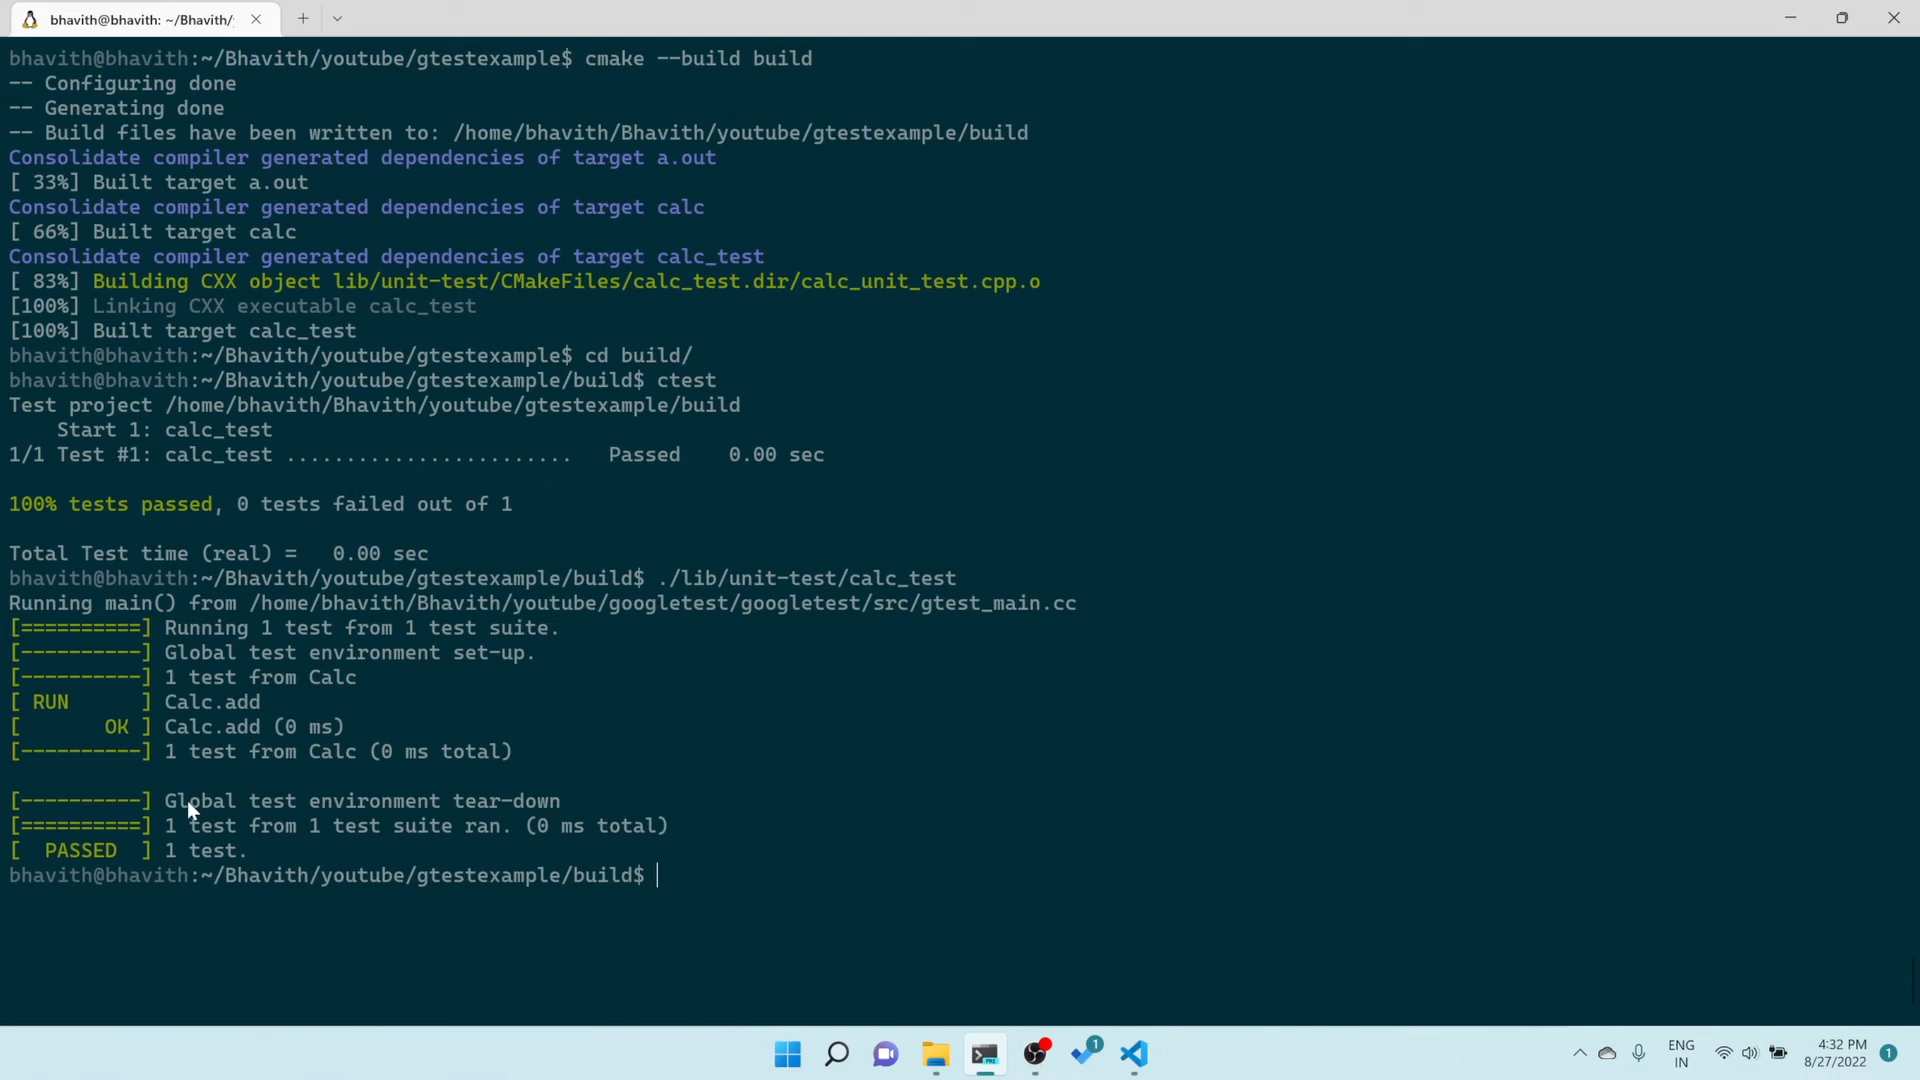 bhavith@bhavith: ~/Bhavith/
bhavith@bhavith:~/Bhavith/youtube/gtestexample$ cmake --build build
-- Configuring done
-- Generating done
-- Build files have been written to: /home/bhavith/Bhavith/youtube/gtestexample/build
Consolidate compiler generated dependencies of target a.out
[ 33%] Built target a.out
Consolidate compiler generated dependencies of target calc
[ 66%] Built target calc
Consolidate compiler generated dependencies of target calc_test
[ 83%] Building CXX object lib/unit-test/CMakeFiles/calc_test.dir/calc_unit_test.cpp.o
[100%] Linking CXX executable calc_test
[100%] Built target calc_test
bhavith@bhavith:~/Bhavith/youtube/gtestexample$ cd build/
bhavith@bhavith:~/Bhavith/youtube/gtestexample/build$ ctest
Test project /home/bhavith/Bhavith/youtube/gtestexample/build
    Start 1: calc_test
1/1 Test #1: calc_test ........................   Passed    0.00 sec
100% tests passed, 0 tests failed out of 1
Total Test time (real) =   0.00 sec
bhavith@bhavith:~/Bhavith/youtube/gtestexample/build$ ./lib/unit-test/calc_test
Running main() from /home/bhavith/Bhavith/youtube/googletest/googletest/src/gtest_main.cc
[==========] Running 1 test from 1 test suite.
[----------] Global test environment set-up.
[----------] 1 test from Calc
[ RUN      ] Calc.add
[       OK ] Calc.add (0 ms)
[----------] 1 test from Calc (0 ms total)
[----------] Global test environment tear-down
[==========] 1 test from 1 test suite ran. (0 ms total)
[  PASSED  ] 1 test.
bhavith@bhavith:~/Bhavith/youtube/gtestexample/build$
PRE
1
ENG
IN
4:32 PM
8/27/2022
1